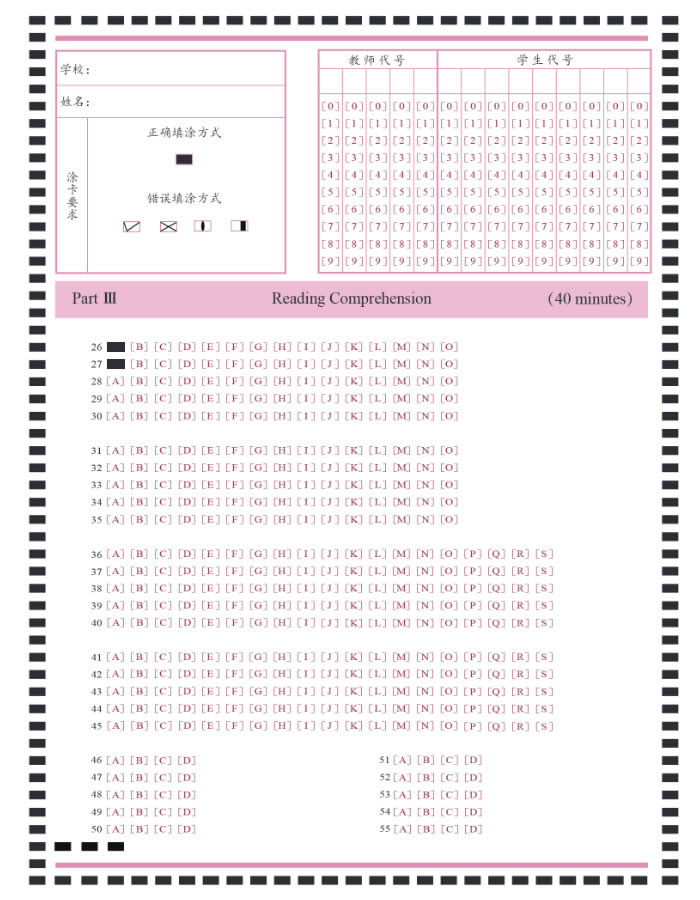 教师代号 学生代号
学校：
姓名：
[0] [0] [0] [0] [0] [0] [0] [0] [0] [0] [0] [0] [0] [0]
[1] [1] [1] [1] [1] [1] [1] [1] [1] [1] [1] [1] [1] [1]
正确填涂方式
[2] [2] [2] [2] [2] [2] [2] [2] [2] [2] [2] [2] [2] [2]
[3] [3] [3] [3] [3] [3] [3] [3] [3] [3] [3] [3] [3] [3]
涂卡要求
[4] [4] [4] [4] [4] [4] [4] [4] [4] [4] [4] [4] [4] [4]
错误填涂方式
[5] [5] [5] [5] [5] [5] [5] [5] [5] [5] [5] [5] [5] [5]
[6] [6] [6] [6] [6] [6] [6] [6] [6] [6] [6] [6] [6] [6]
[7] [7] [7] [7] [7] [7] [7] [7] [7] [7] [7] [7] [7] [7]
[8] [8] [8] [8] [8] [8] [8] [8] [8] [8] [8] [8] [8] [8]
[9] [9] [9] [9] [9] [9] [9] [9] [9] [9] [9] [9] [9] [9]
Part Ⅲ Reading Comprehension (40 minutes)
26 [B] [C] [D] [E] [F] [G] [H] [I] [J] [K] [L] [M] [N] [O]
27 [B] [C] [D] [E] [F] [G] [H] [I] [J] [K] [L] [M] [N] [O]
28 [A] [B] [C] [D] [E] [F] [G] [H] [I] [J] [K] [L] [M] [N] [O]
29 [A] [B] [C] [D] [E] [F] [G] [H] [I] [J] [K] [L] [M] [N] [O]
30 [A] [B] [C] [D] [E] [F] [G] [H] [I] [J] [K] [L] [M] [N] [O]
31 [A] [B] [C] [D] [E] [F] [G] [H] [I] [J] [K] [L] [M] [N] [O]
32 [A] [B] [C] [D] [E] [F] [G] [H] [I] [J] [K] [L] [M] [N] [O]
33 [A] [B] [C] [D] [E] [F] [G] [H] [I] [J] [K] [L] [M] [N] [O]
34 [A] [B] [C] [D] [E] [F] [G] [H] [I] [J] [K] [L] [M] [N] [O]
35 [A] [B] [C] [D] [E] [F] [G] [H] [I] [J] [K] [L] [M] [N] [O]
36 [A] [B] [C] [D] [E] [F] [G] [H] [I] [J] [K] [L] [M] [N] [O] [P] [Q] [R] [S]
37 [A] [B] [C] [D] [E] [F] [G] [H] [I] [J] [K] [L] [M] [N] [O] [P] [Q] [R] [S]
38 [A] [B] [C] [D] [E] [F] [G] [H] [I] [J] [K] [L] [M] [N] [O] [P] [Q] [R] [S]
39 [A] [B] [C] [D] [E] [F] [G] [H] [I] [J] [K] [L] [M] [N] [O] [P] [Q] [R] [S]
40 [A] [B] [C] [D] [E] [F] [G] [H] [I] [J] [K] [L] [M] [N] [O] [P] [Q] [R] [S]
41 [A] [B] [C] [D] [E] [F] [G] [H] [I] [J] [K] [L] [M] [N] [O] [P] [Q] [R] [S]
42 [A] [B] [C] [D] [E] [F] [G] [H] [I] [J] [K] [L] [M] [N] [O] [P] [Q] [R] [S]
43 [A] [B] [C] [D] [E] [F] [G] [H] [I] [J] [K] [L] [M] [N] [O] [P] [Q] [R] [S]
44 [A] [B] [C] [D] [E] [F] [G] [H] [I] [J] [K] [L] [M] [N] [O] [P] [Q] [R] [S]
45 [A] [B] [C] [D] [E] [F] [G] [H] [I] [J] [K] [L] [M] [N] [O] [P] [Q] [R] [S]
46 [A] [B] [C] [D] 51 [A] [B] [C] [D]
47 [A] [B] [C] [D] 52 [A] [B] [C] [D]
48 [A] [B] [C] [D] 53 [A] [B] [C] [D]
49 [A] [B] [C] [D] 54 [A] [B] [C] [D]
50 [A] [B] [C] [D] 55 [A] [B] [C] [D]